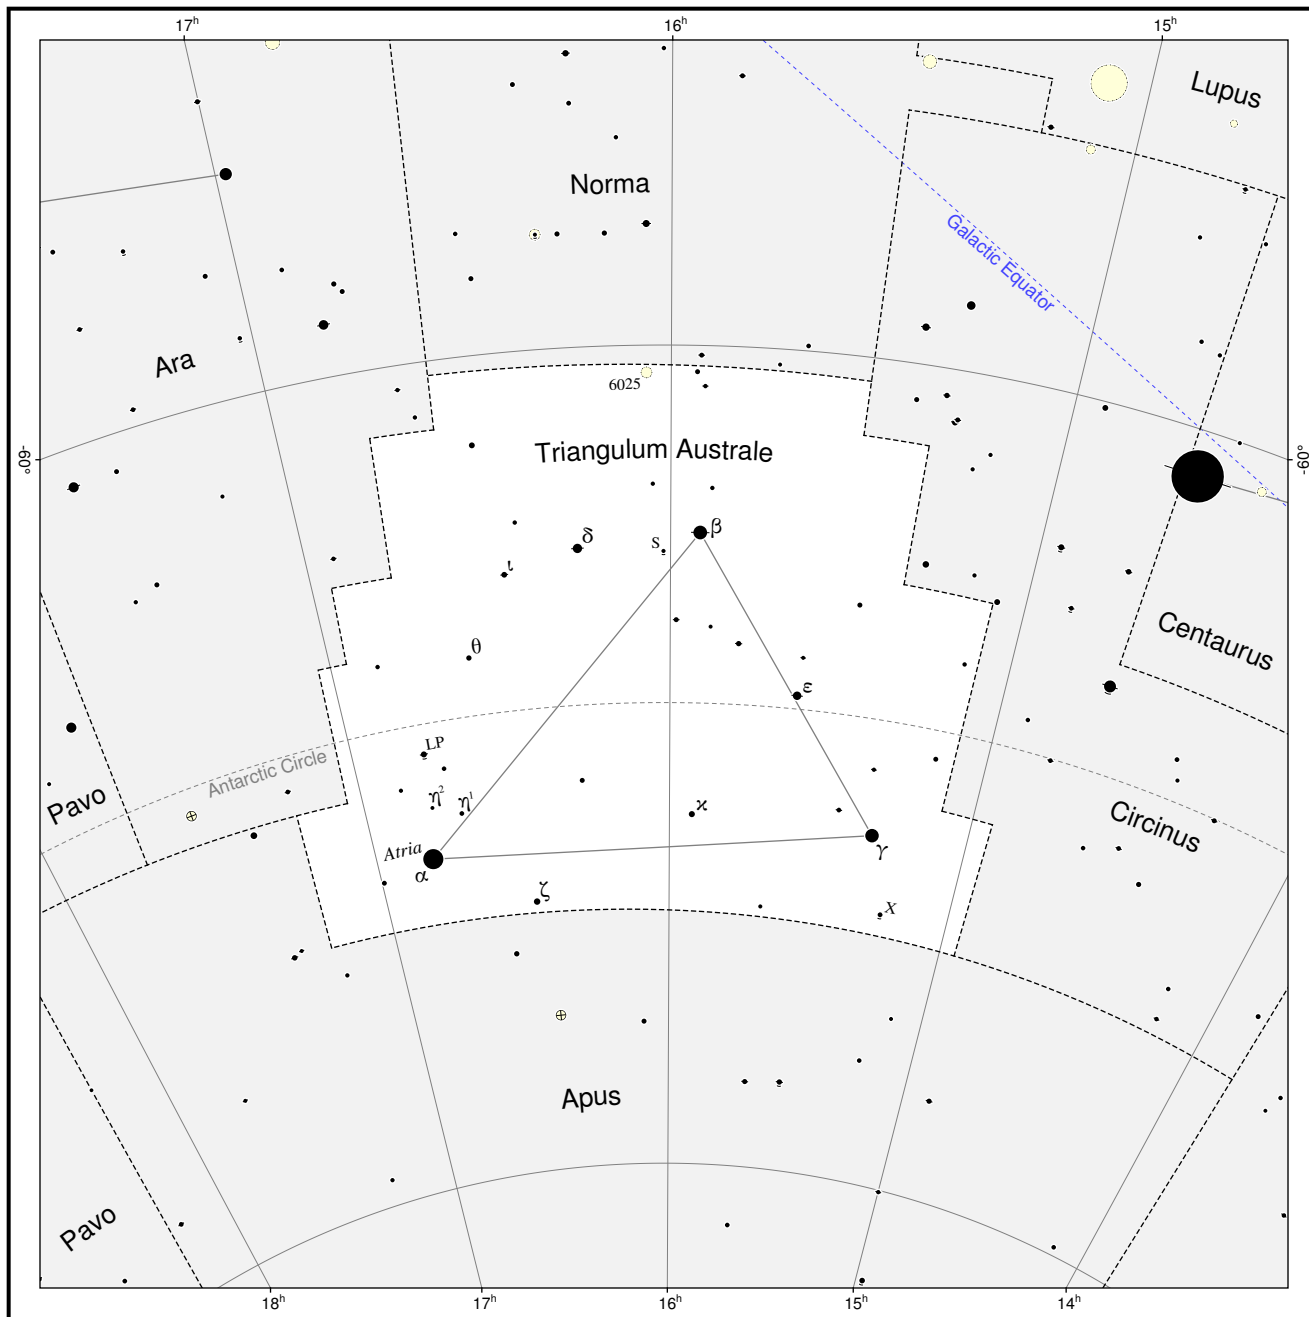 17h
16h
15h
Lupus
Norma
Galactic Equator
Ara
6025
Triangulum Australe
-60°
-60°
β
δ
S
ι
Centaurus
θ
ε
LP
Antarctic Circle
Pavo
η2
η1
ϰ
Circinus
Atria
γ
α
ζ
X
Apus
Pavo
18h
17h
16h
15h
14h